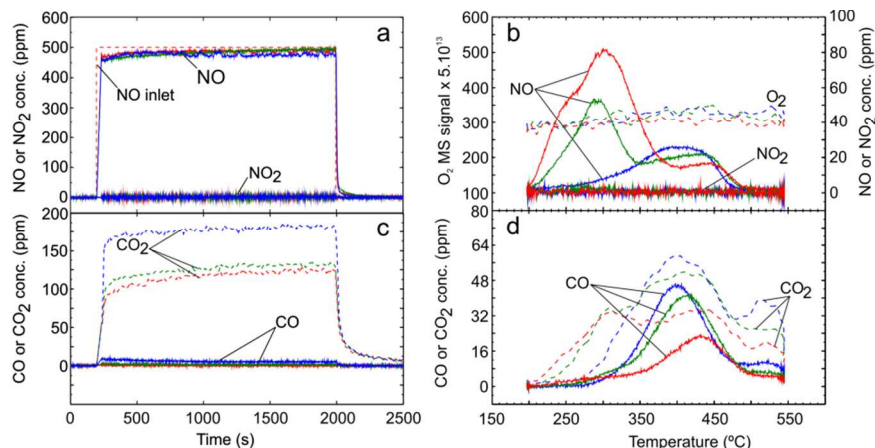 a
NO or NO2 conc. (ppm)
600
500
400
300
200
100
0
NO inlet
NO
NO2
b
O2 MS signal x 5.10^13
600
500
400
300
200
100
80
NO
O2
NO2
NO or NO2 conc. (ppm)
100
80
60
40
20
0
c
CO or CO2 conc. (ppm)
200
150
100
50
0
CO2
CO
0 500 1000 1500 2000 2500
Time (s)
d
CO or CO2 conc. (ppm)
64
48
32
16
0
CO
CO2
150 250 350 450 550
Temperature (ºC)